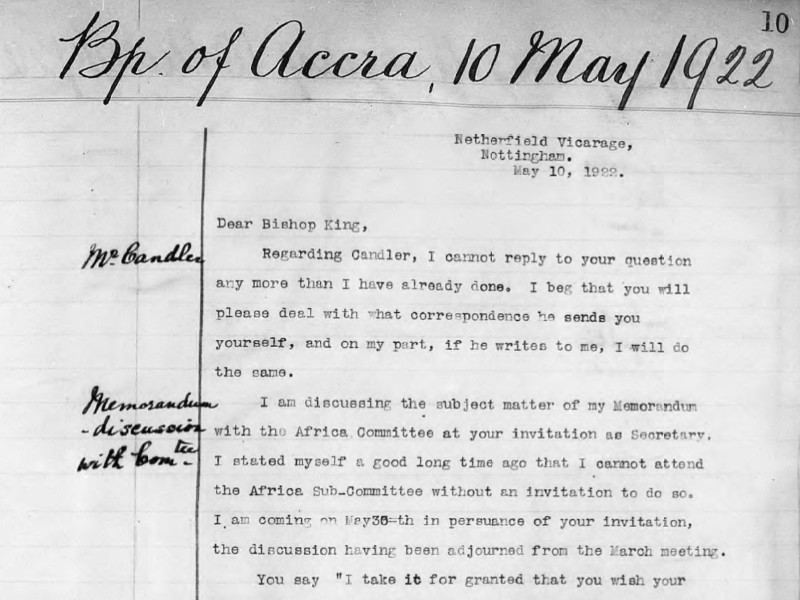 10
Bp. of Accra, 10 May 1922
Netherfield Vicarage,
Nottingham.
May 10, 1922.
Dear Bishop King,
Mr Candler
Regarding Candler, I cannot reply to your question
any more than I have already done. I beg that you will
please deal with what correspondence he sends you
yourself, and on my part, if he writes to me, I will do
the same.
Memorandum
- discussion
with Comtee -
I am discussing the subject matter of my Memorandum
with the Africa Committee at your invitation as Secretary.
I stated myself a good long time ago that I cannot attend
the Africa Sub-Committee without an invitation to do so.
I am coming on May30=th in persuance of your invitation,
the discussion having been adjourned from the March meeting.
You say "I take it for granted that you wish your